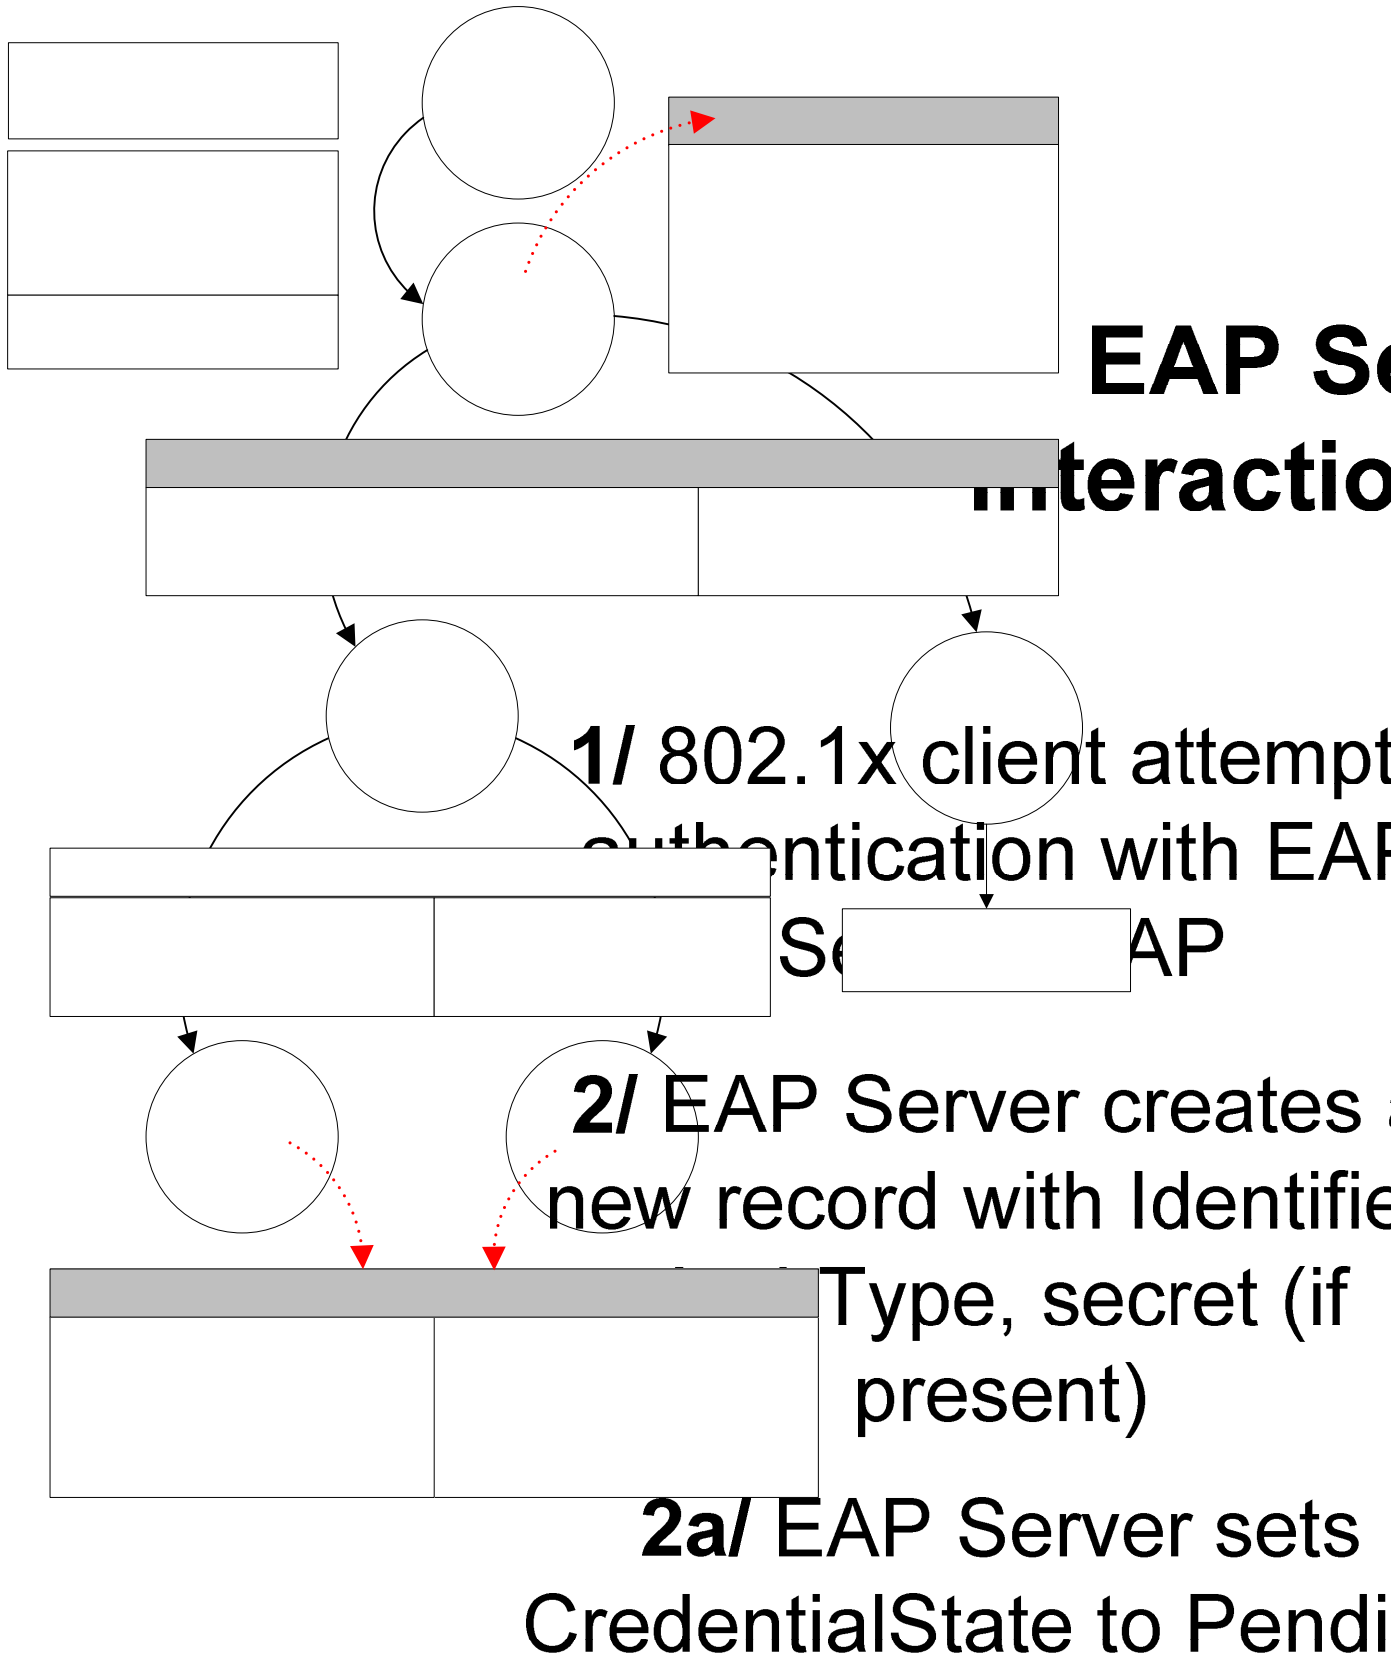 EAP Se
nteractio
1/ 802.1x client attempt
authentication with EAP
Se AP
2/ EAP Server creates a
new record with Identifie
Type, secret (if
present)
2a/ EAP Server sets
CredentialState to Pendi